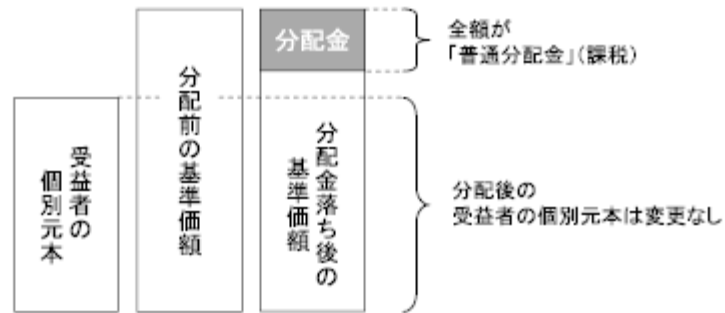 受益者の
個別元本
分配前の基準価額
分配金
分配金落ち後の
基準価額
全額が
「普通分配金」(課税)
分配後の
受益者の個別元本は変更なし